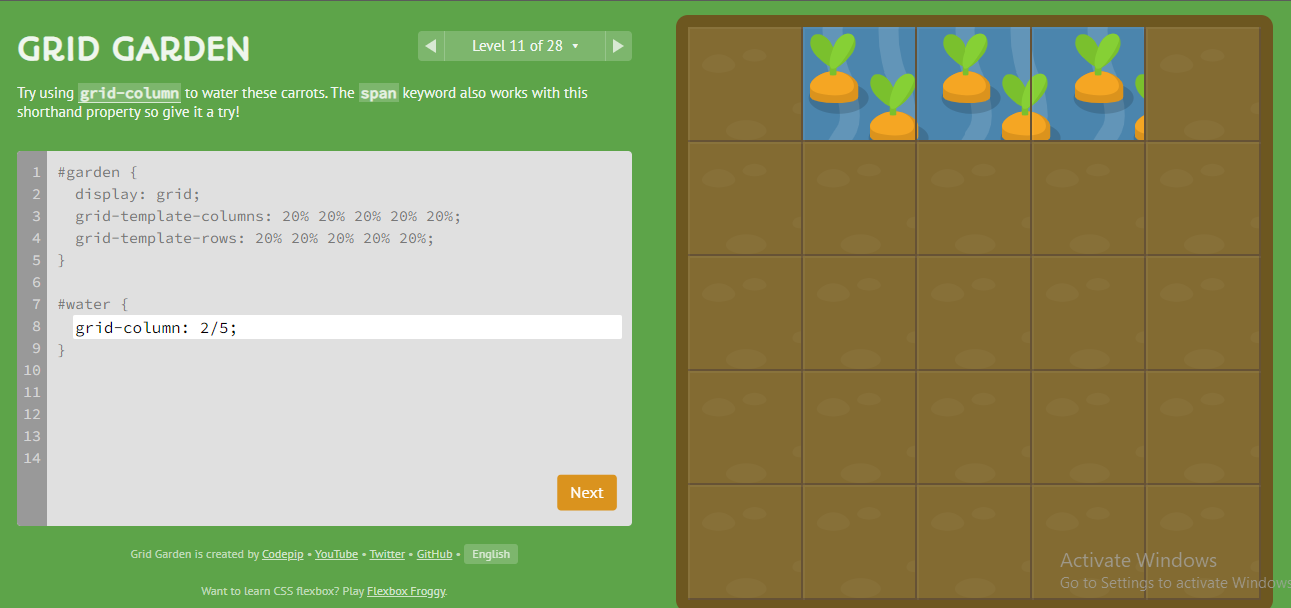 GRID GARDEN
Level 11 of 28
Try using grid-column to water these carrots. The span keyword also works with this
shorthand property so give it a try!
1 #garden {
2 display: grid;
3 grid-template-columns: 20% 20% 20% 20% 20%;
4 grid-template-rows: 20% 20% 20% 20% 20%;
5 }
6
7 #water {
8 grid-column: 2/5;
9 }
10
11
12
13
14
Next
Grid Garden is created by Codepip • YouTube • Twitter • GitHub • English
Want to learn CSS flexbox? Play Flexbox Froggy.
Activate Windows
Go to Settings to activate Windows